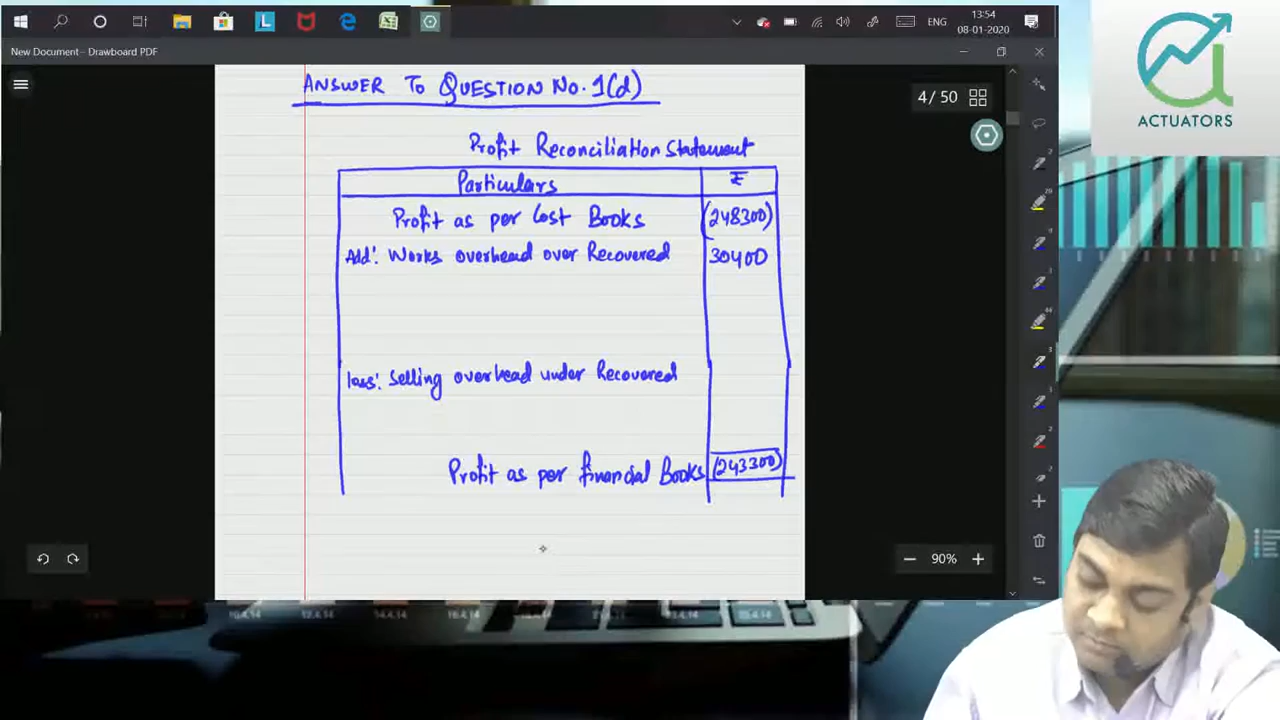 ENG
13:54
08-01-2020
New Document - Drawboard PDF
ACTUATORS
ANSWER TO QUESTION No. 1(d)
4 / 50
Profit Reconciliation Statement
Particulars ₹
Profit as per Cost Books (248300)
Add: Works overhead over Recovered 30400
less: Selling overhead under Recovered
Profit as per financial Books (243300)
90%